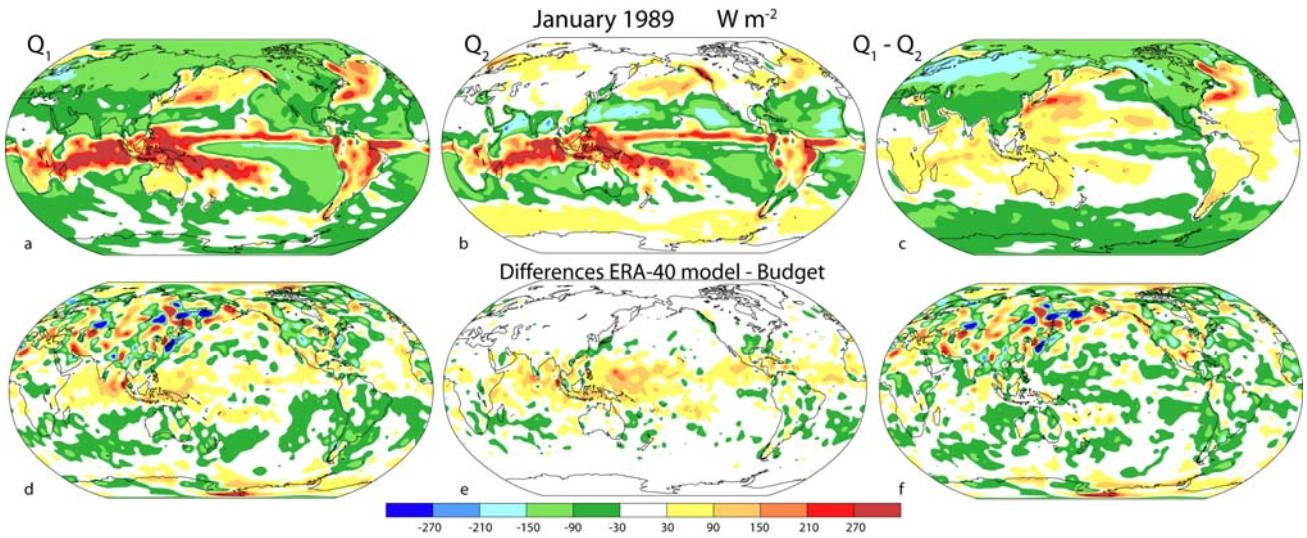 January 1989 W m-2
Q1 Q2 Q1 - Q2
a b c
Differences ERA-40 model - Budget
d e f
-270 -210 -150 -90 -30 30 90 150 210 270